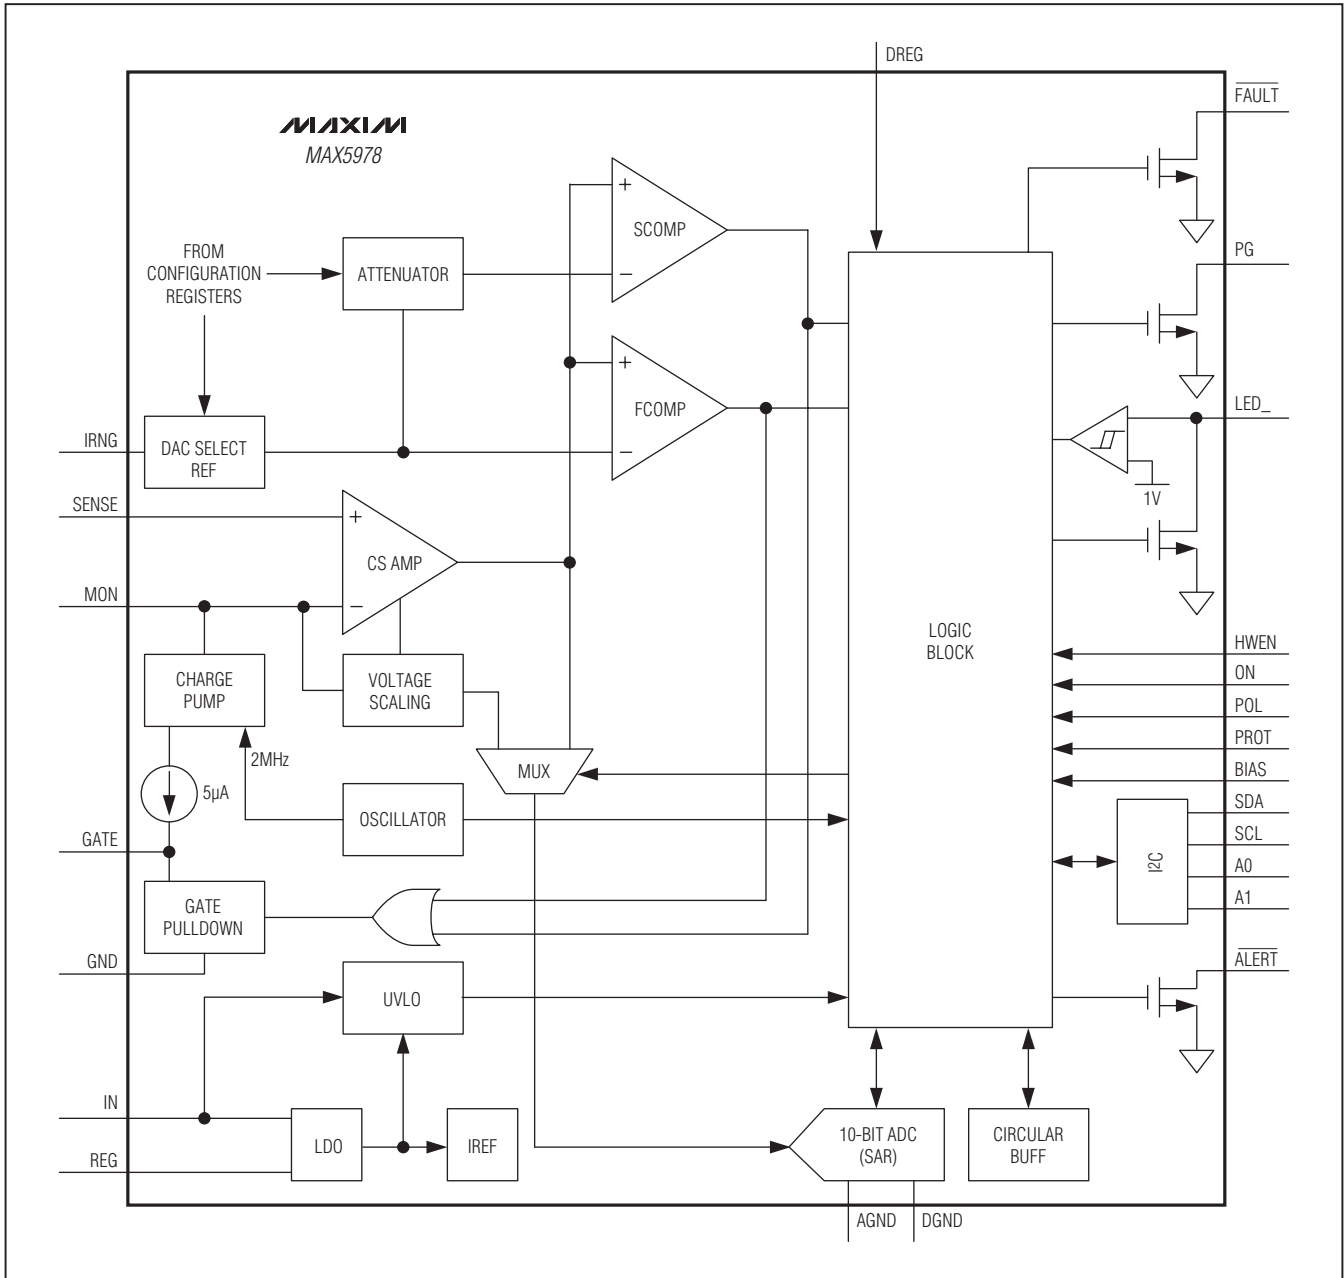 DREG
FAULT
MAXIM
MAX5978
SCOMP
+
−
FROM
CONFIGURATION
REGISTERS
ATTENUATOR
PG
+
−
FCOMP
LED_
IRNG
DAC SELECT
REF
1V
SENSE
+
−
CS AMP
MON
LOGIC
BLOCK
CHARGE
PUMP
VOLTAGE
SCALING
HWEN
ON
POL
PROT
BIAS
2MHz
MUX
5µA
OSCILLATOR
SDA
SCL
A0
A1
I²C
GATE
GATE
PULLDOWN
GND
UVLO
ALERT
IN
REG
LDO
IREF
10-BIT ADC
(SAR)
CIRCULAR
BUFF
AGND
DGND